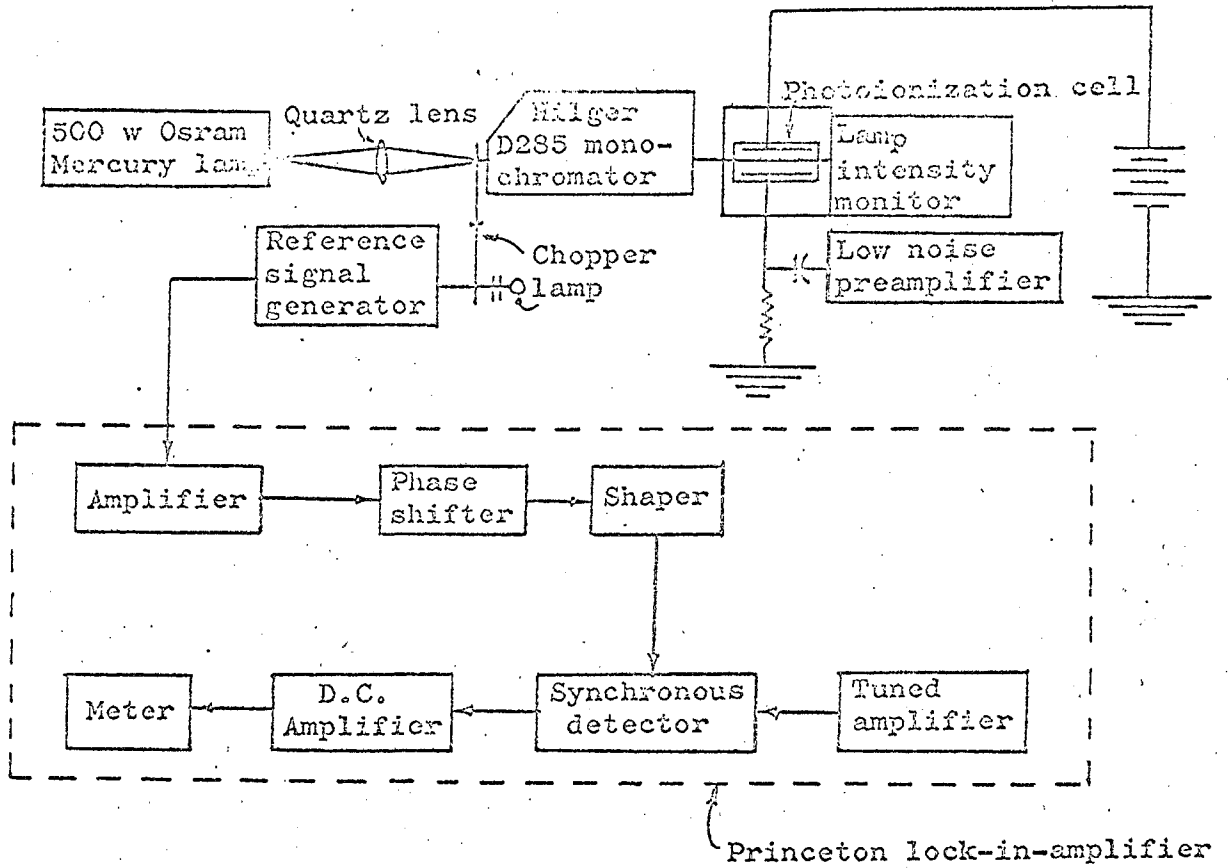 500 w Osram
Mercury lamp
Quartz lens
Hilger
D285 mono-
chromator
Photoionization cell
Lamp
intensity
monitor
Reference
signal
generator
Chopper
lamp
Low noise
preamplifier
Amplifier
Phase
shifter
Shaper
Meter
D.C.
Amplifier
Synchronous
detector
Tuned
amplifier
Princeton lock-in-amplifier